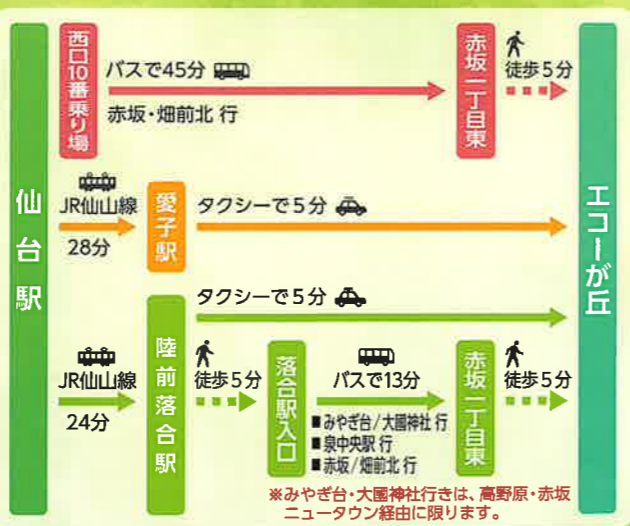 仙台駅
西口10番乗り場
バスで45分
赤坂・畑前北 行
赤坂一丁目東
徒歩5分
エコーが丘
JR仙山線
28分
愛子駅
タクシーで5分
JR仙山線
24分
陸前落合駅
タクシーで5分
徒歩5分
落合駅入口
バスで13分
■みやぎ台/大國神社 行
■泉中央駅 行
■赤坂/畑前北 行
赤坂一丁目東
徒歩5分
※みやぎ台・大國神社行きは、高野原・赤坂
ニュータウン経由に限ります。